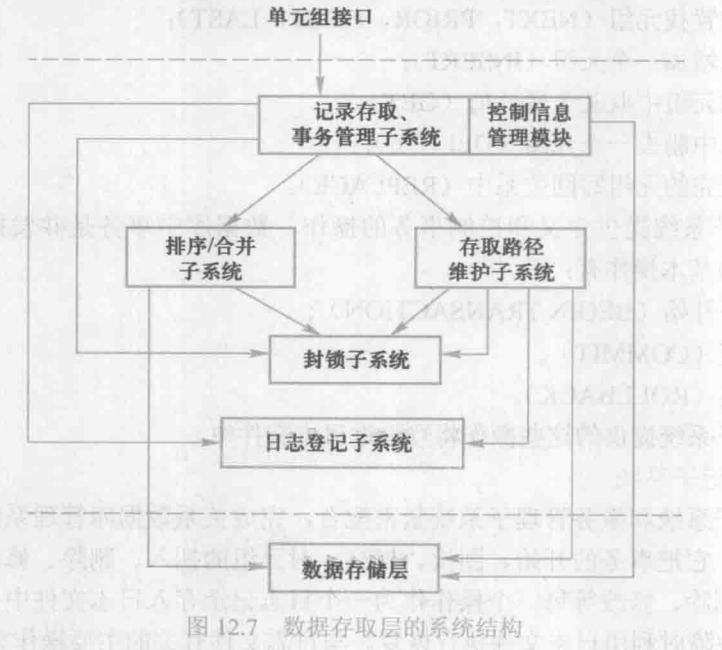 单元组接口
记录存取、
事务管理子系统
控制信息
管理模块
排序/合并
子系统
存取路径
维护子系统
封锁子系统
日志登记子系统
数据存储层
图 12.7 数据存取层的系统结构